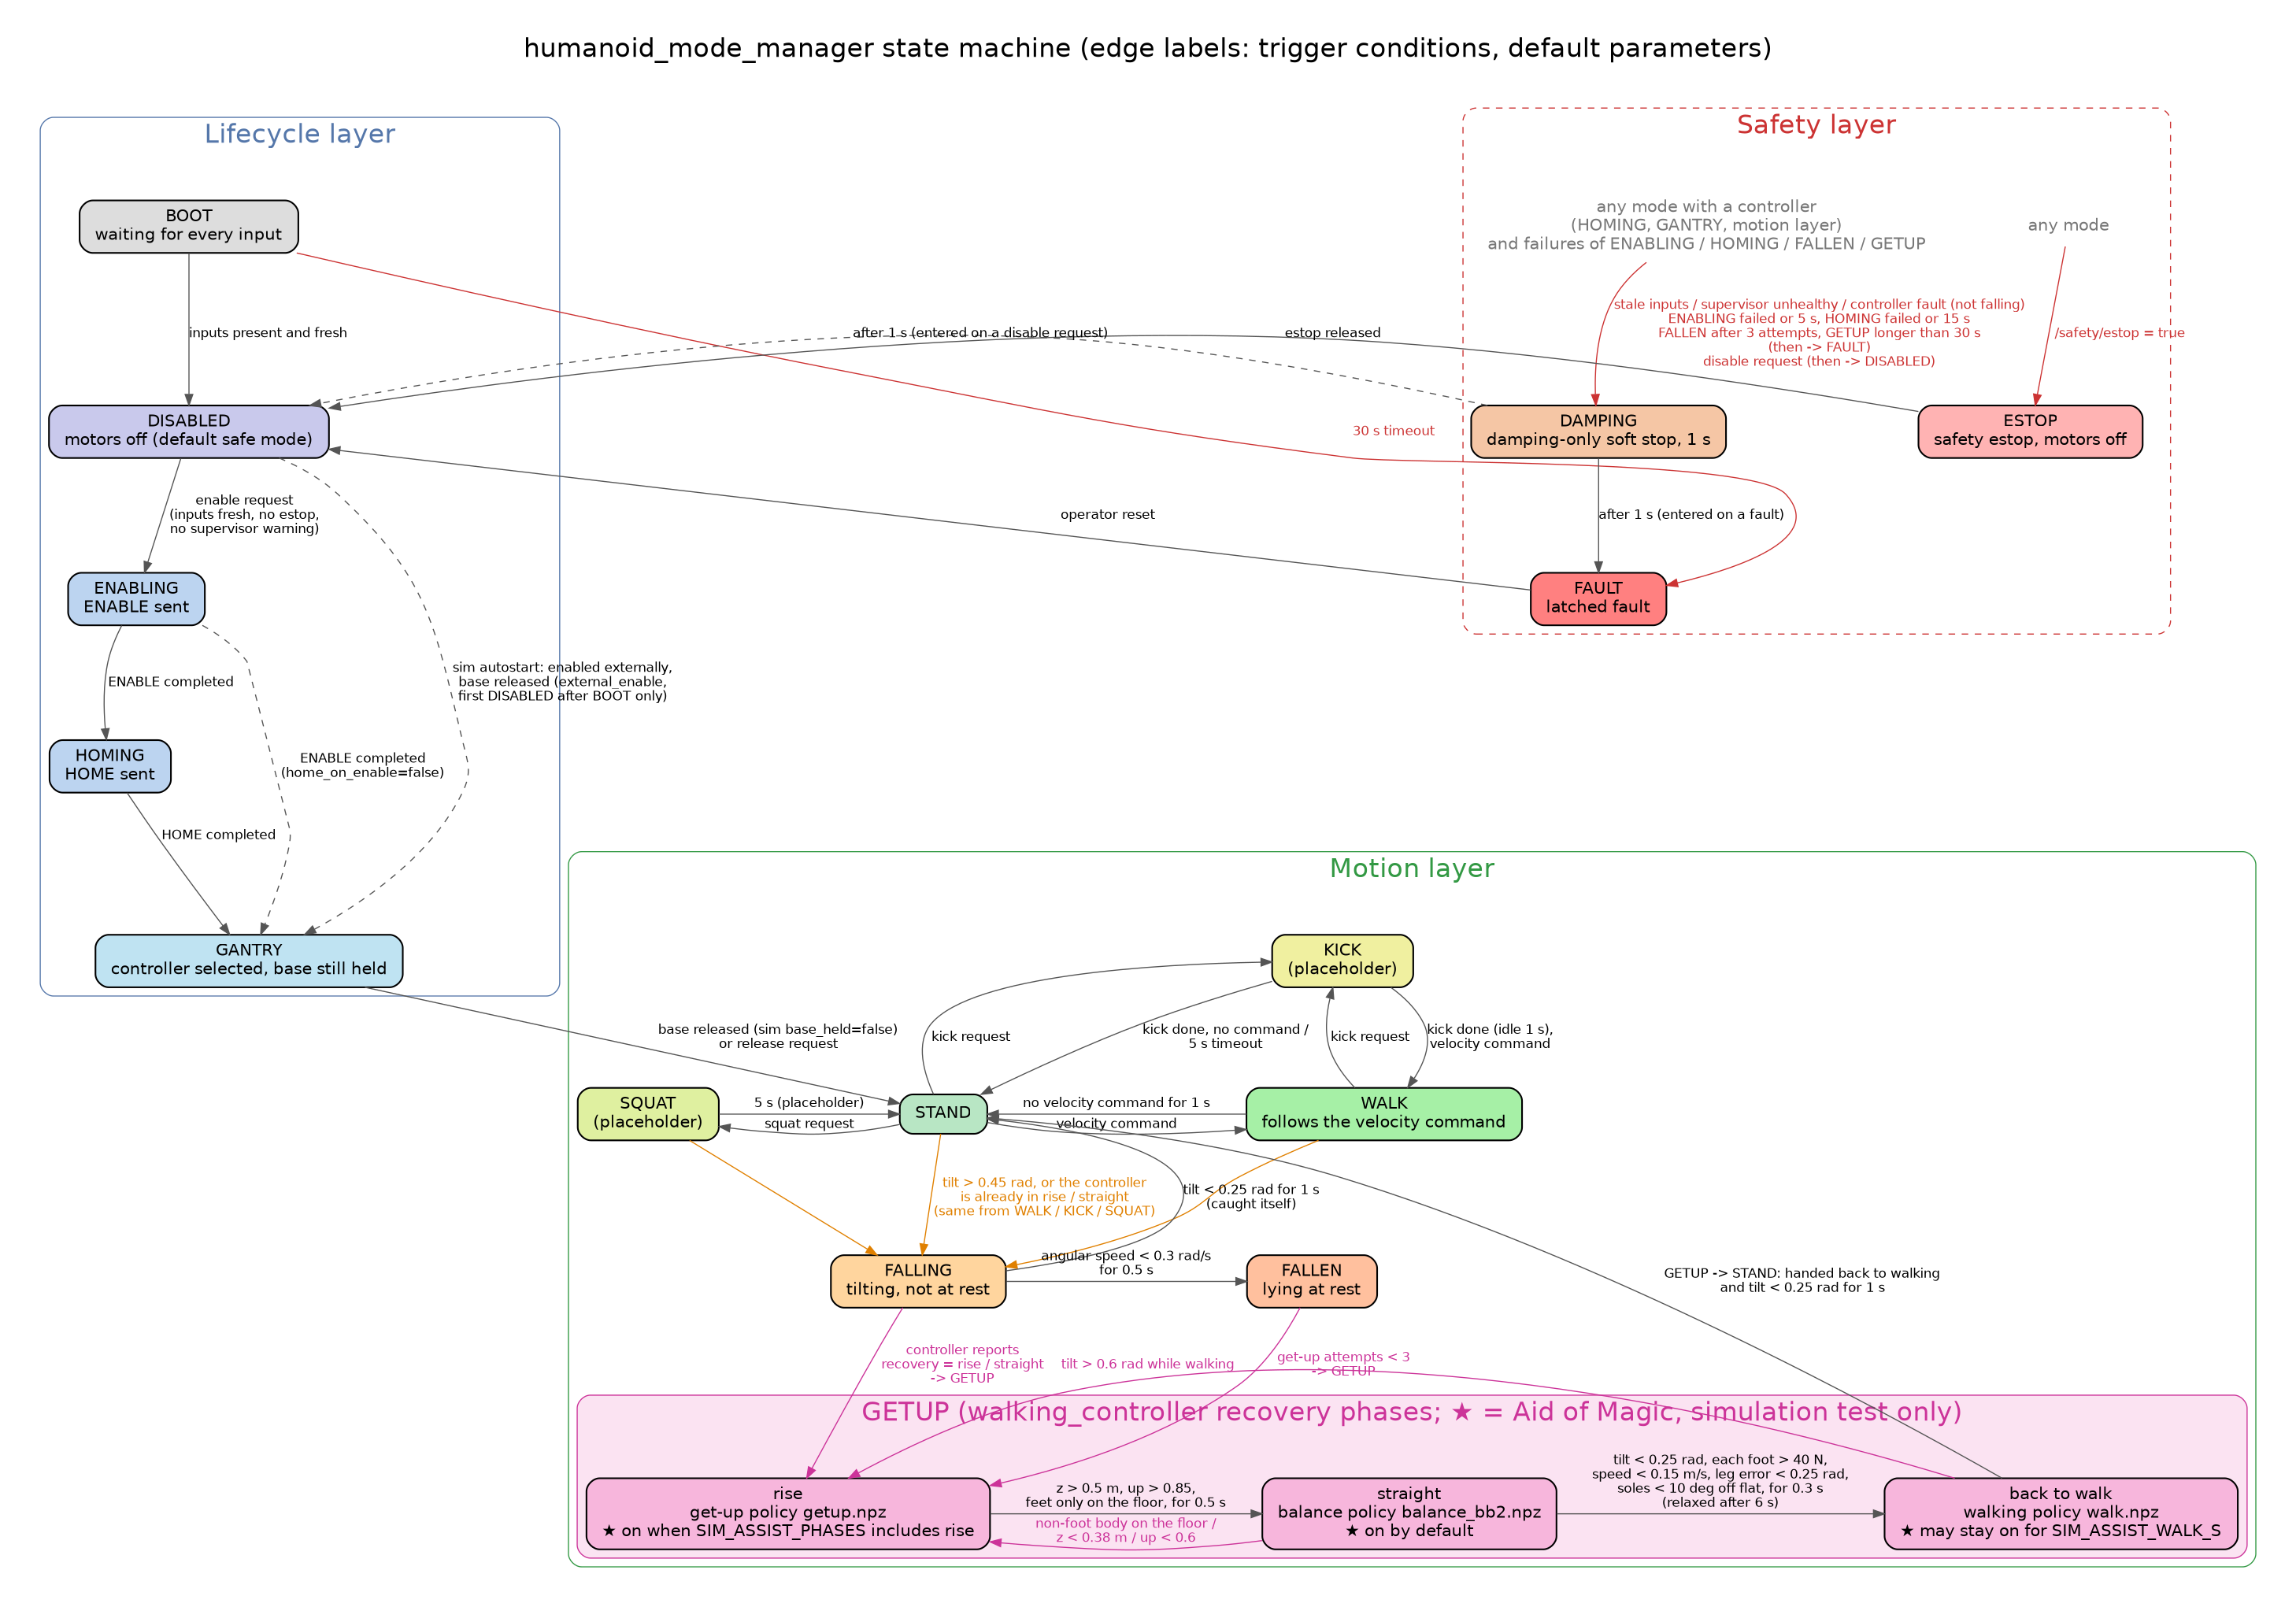 humanoid_mode_manager state machine (edge labels: trigger conditions, default parameters)
Lifecycle layer
Safety layer
BOOT
waiting for every input
any mode with a controller
(HOMING, GANTRY, motion layer)
and failures of ENABLING / HOMING / FALLEN / GETUP
any mode
inputs present and fresh
after 1 s (entered on a disable request)
estop released
stale inputs / supervisor unhealthy / controller fault (not falling)
ENABLING failed or 5 s, HOMING failed or 15 s
FALLEN after 3 attempts, GETUP longer than 30 s
(then -> FAULT)
disable request (then -> DISABLED)
/safety/estop = true
DISABLED
motors off (default safe mode)
30 s timeout
DAMPING
damping-only soft stop, 1 s
ESTOP
safety estop, motors off
enable request
(inputs fresh, no estop,
no supervisor warning)
operator reset
after 1 s (entered on a fault)
ENABLING
ENABLE sent
FAULT
latched fault
ENABLE completed
sim autostart: enabled externally,
base released (external_enable,
first DISABLED after BOOT only)
HOMING
HOME sent
ENABLE completed
(home_on_enable=false)
HOME completed
Motion layer
GANTRY
controller selected, base still held
KICK
(placeholder)
base released (sim base_held=false)
or release request
kick request
kick done, no command /
5 s timeout
kick request
kick done (idle 1 s),
velocity command
SQUAT
(placeholder)
5 s (placeholder)
squat request
STAND
no velocity command for 1 s
velocity command
WALK
follows the velocity command
tilt > 0.45 rad, or the controller
is already in rise / straight
(same from WALK / KICK / SQUAT)
tilt < 0.25 rad for 1 s
(caught itself)
FALLING
tilting, not at rest
angular speed < 0.3 rad/s
for 0.5 s
FALLEN
lying at rest
GETUP -> STAND: handed back to walking
and tilt < 0.25 rad for 1 s
controller reports
recovery = rise / straight
-> GETUP
tilt > 0.6 rad while walking
get-up attempts < 3
-> GETUP
GETUP (walking_controller recovery phases; ★ = Aid of Magic, simulation test only)
rise
get-up policy getup.npz
★ on when SIM_ASSIST_PHASES includes rise
z > 0.5 m, up > 0.85,
feet only on the floor, for 0.5 s
non-foot body on the floor /
z < 0.38 m / up < 0.6
straight
balance policy balance_bb2.npz
★ on by default
tilt < 0.25 rad, each foot > 40 N,
speed < 0.15 m/s, leg error < 0.25 rad,
soles < 10 deg off flat, for 0.3 s
(relaxed after 6 s)
back to walk
walking policy walk.npz
★ may stay on for SIM_ASSIST_WALK_S